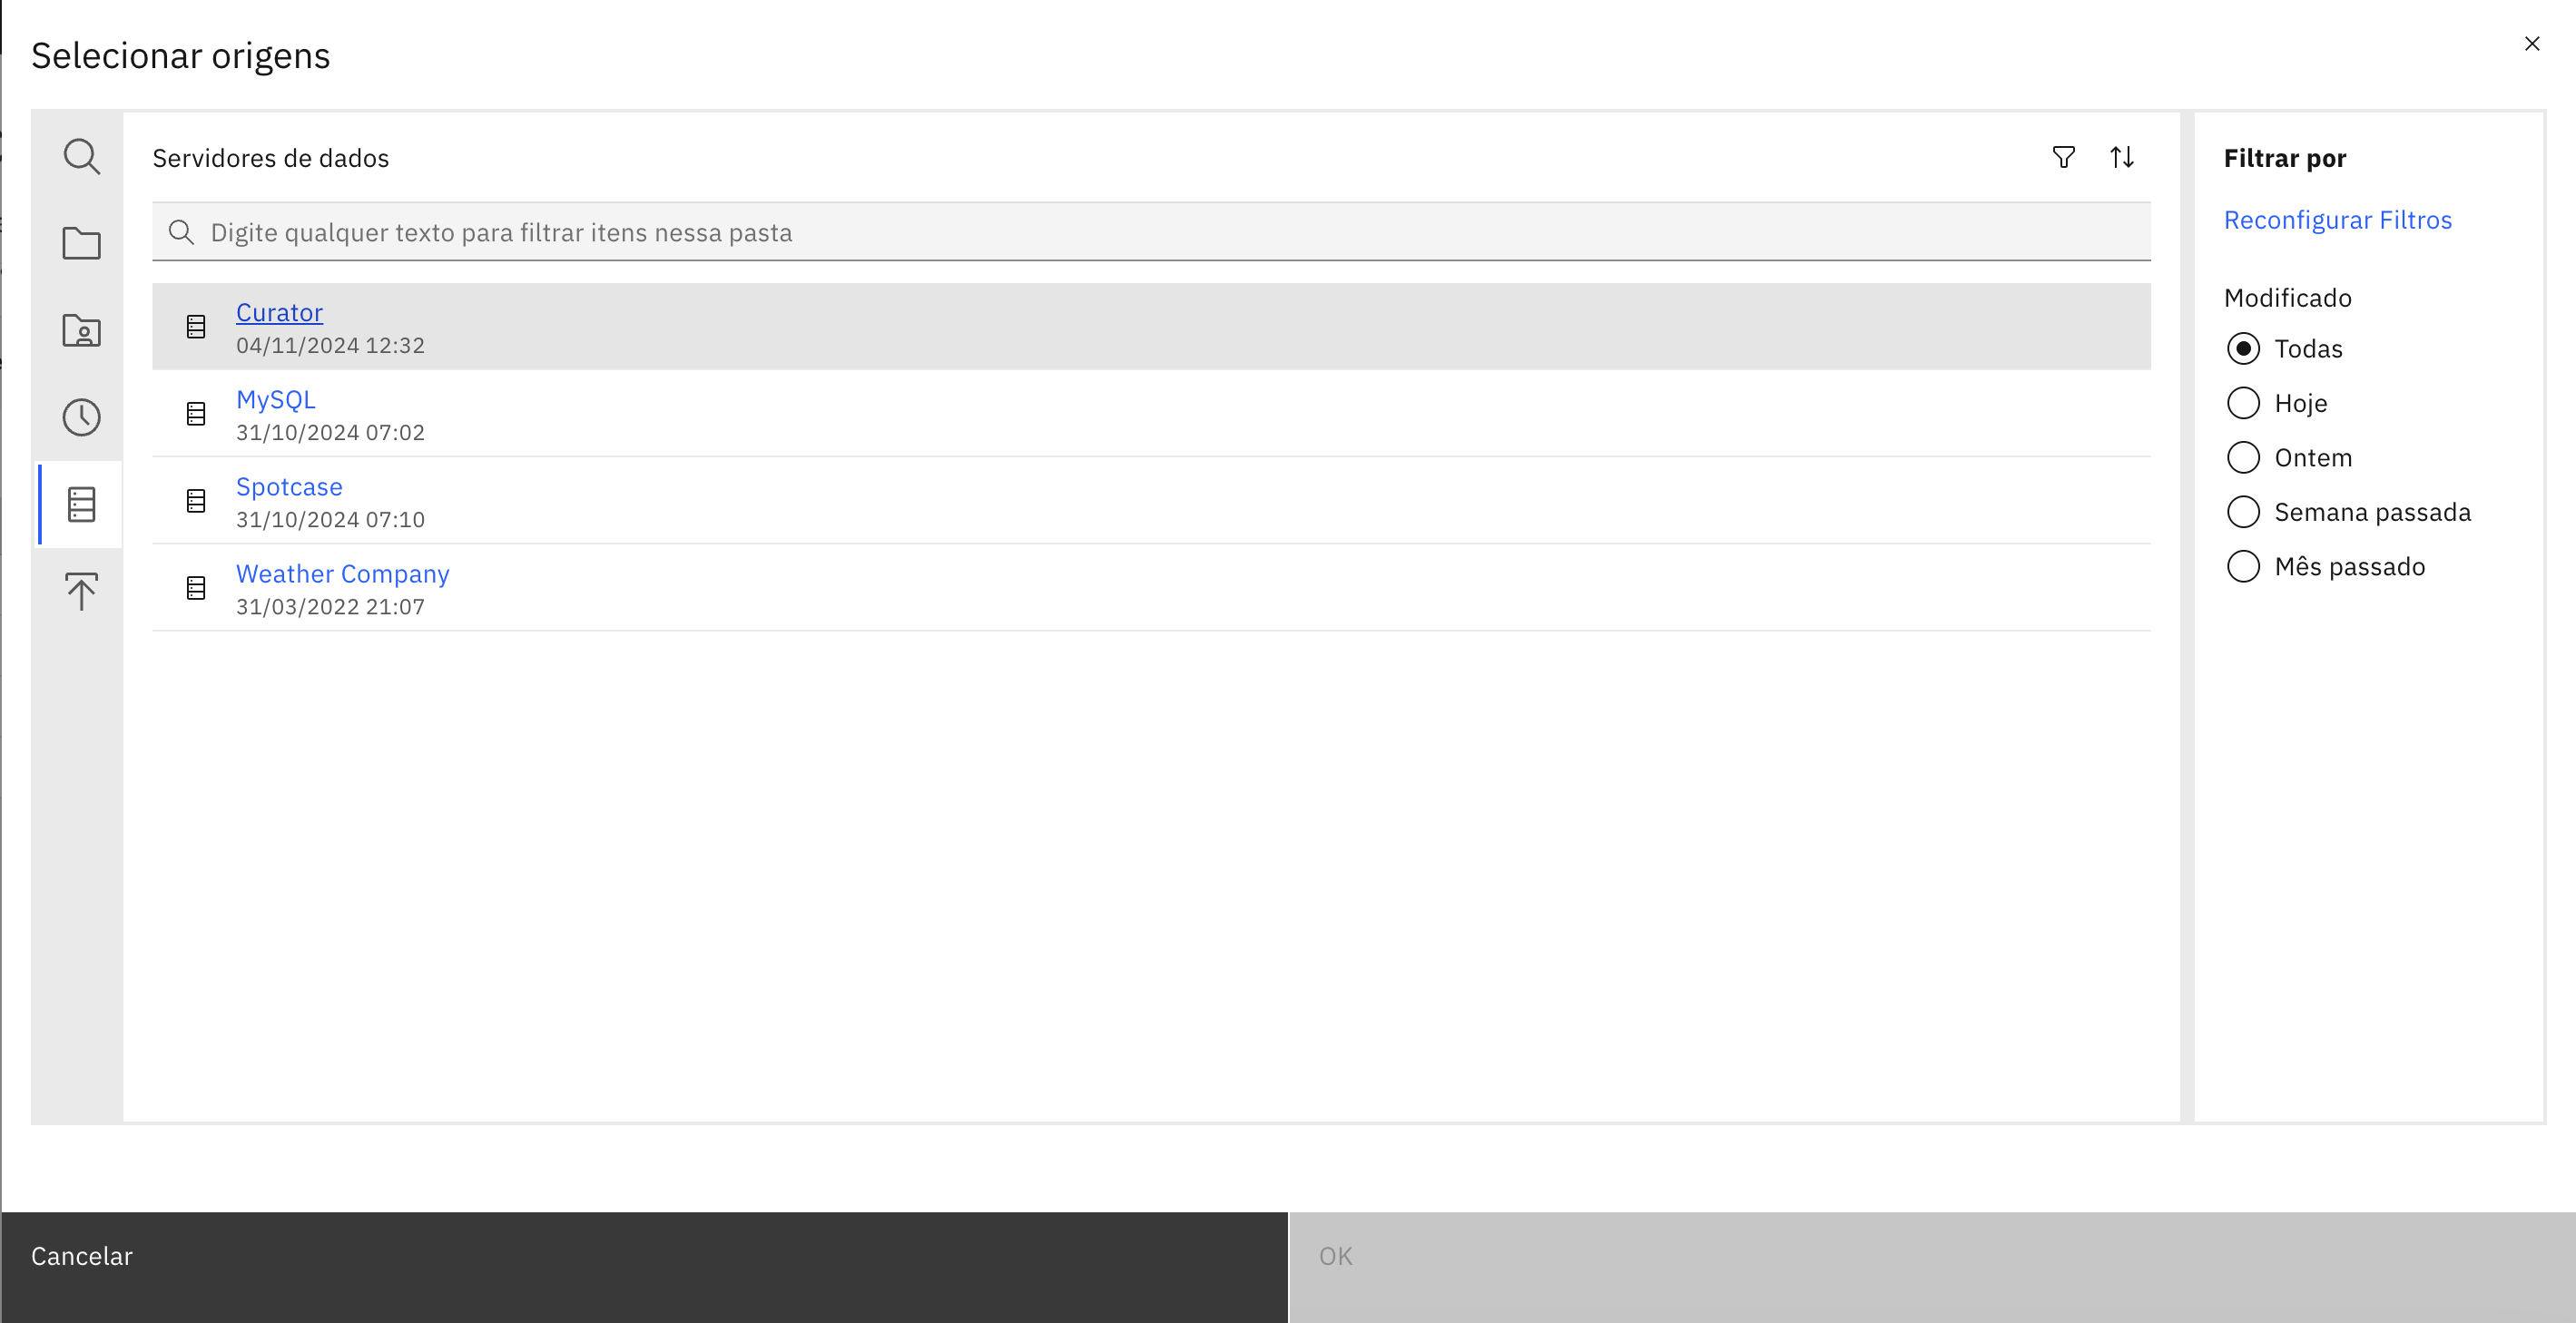 Selecionar origens
Servidores de dados
Digite qualquer texto para filtrar itens nessa pasta
Curator
04/11/2024 12:32
MySQL
31/10/2024 07:02
Spotcase
31/10/2024 07:10
Weather Company
31/03/2022 21:07
Filtrar por
Reconfigurar Filtros
Modificado
Todas
Hoje
Ontem
Semana passada
Mês passado
Cancelar
OK